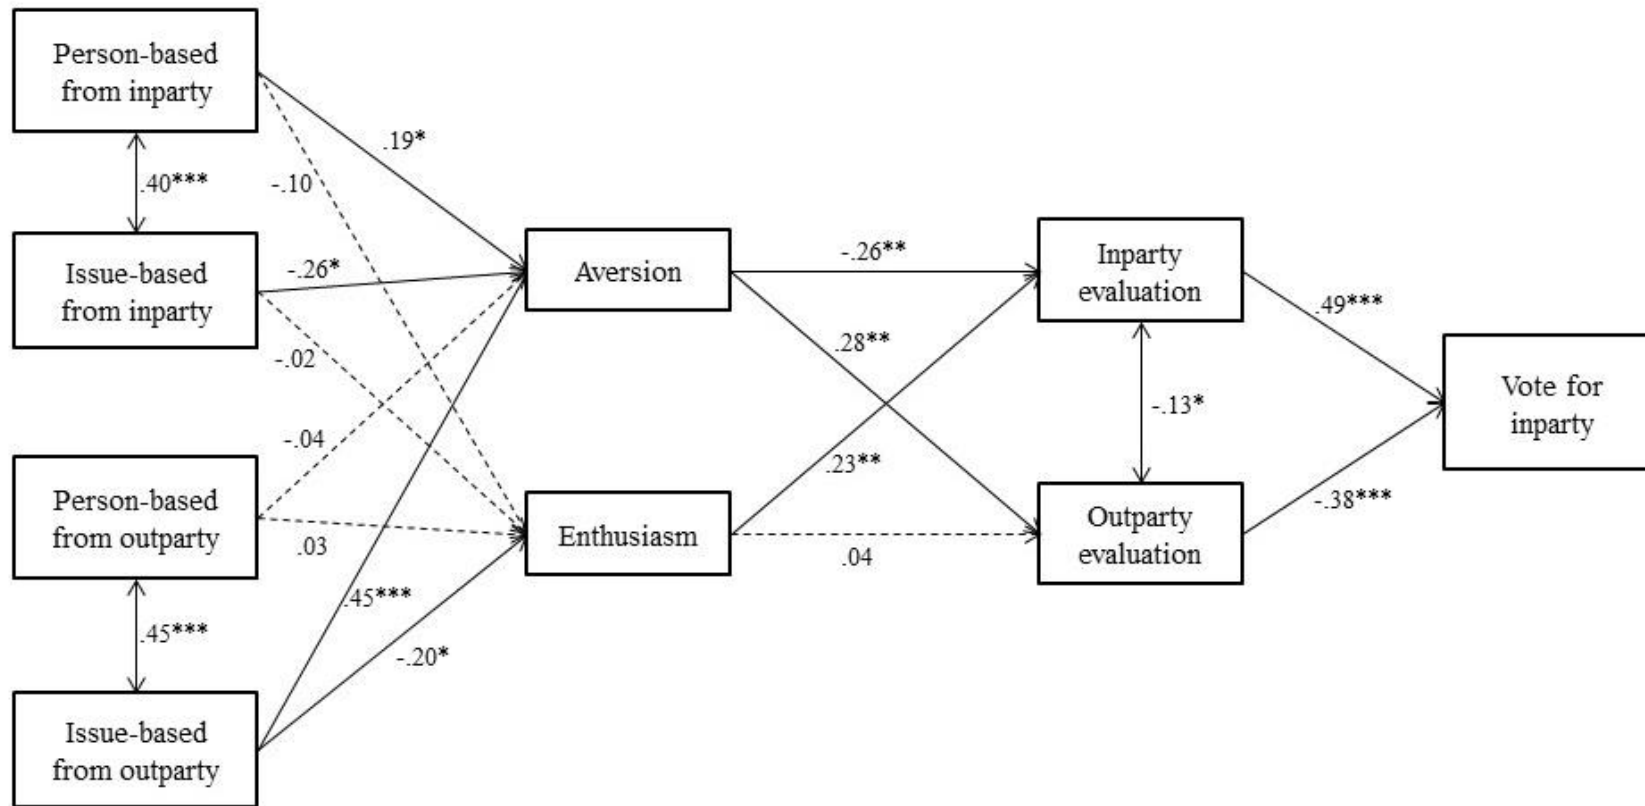 Person-based
from inparty
.19*
.40***
-.10
Issue-based
from inparty
-.26*
-.02
Aversion
-.26**
Inparty
evaluation
.49***
.28**
-.13*
Vote for
inparty
-.04
Person-based
from outparty
.03
.23**
Enthusiasm
.04
Outparty
evaluation
-.38***
.45***
.45***
-.20*
Issue-based
from outparty